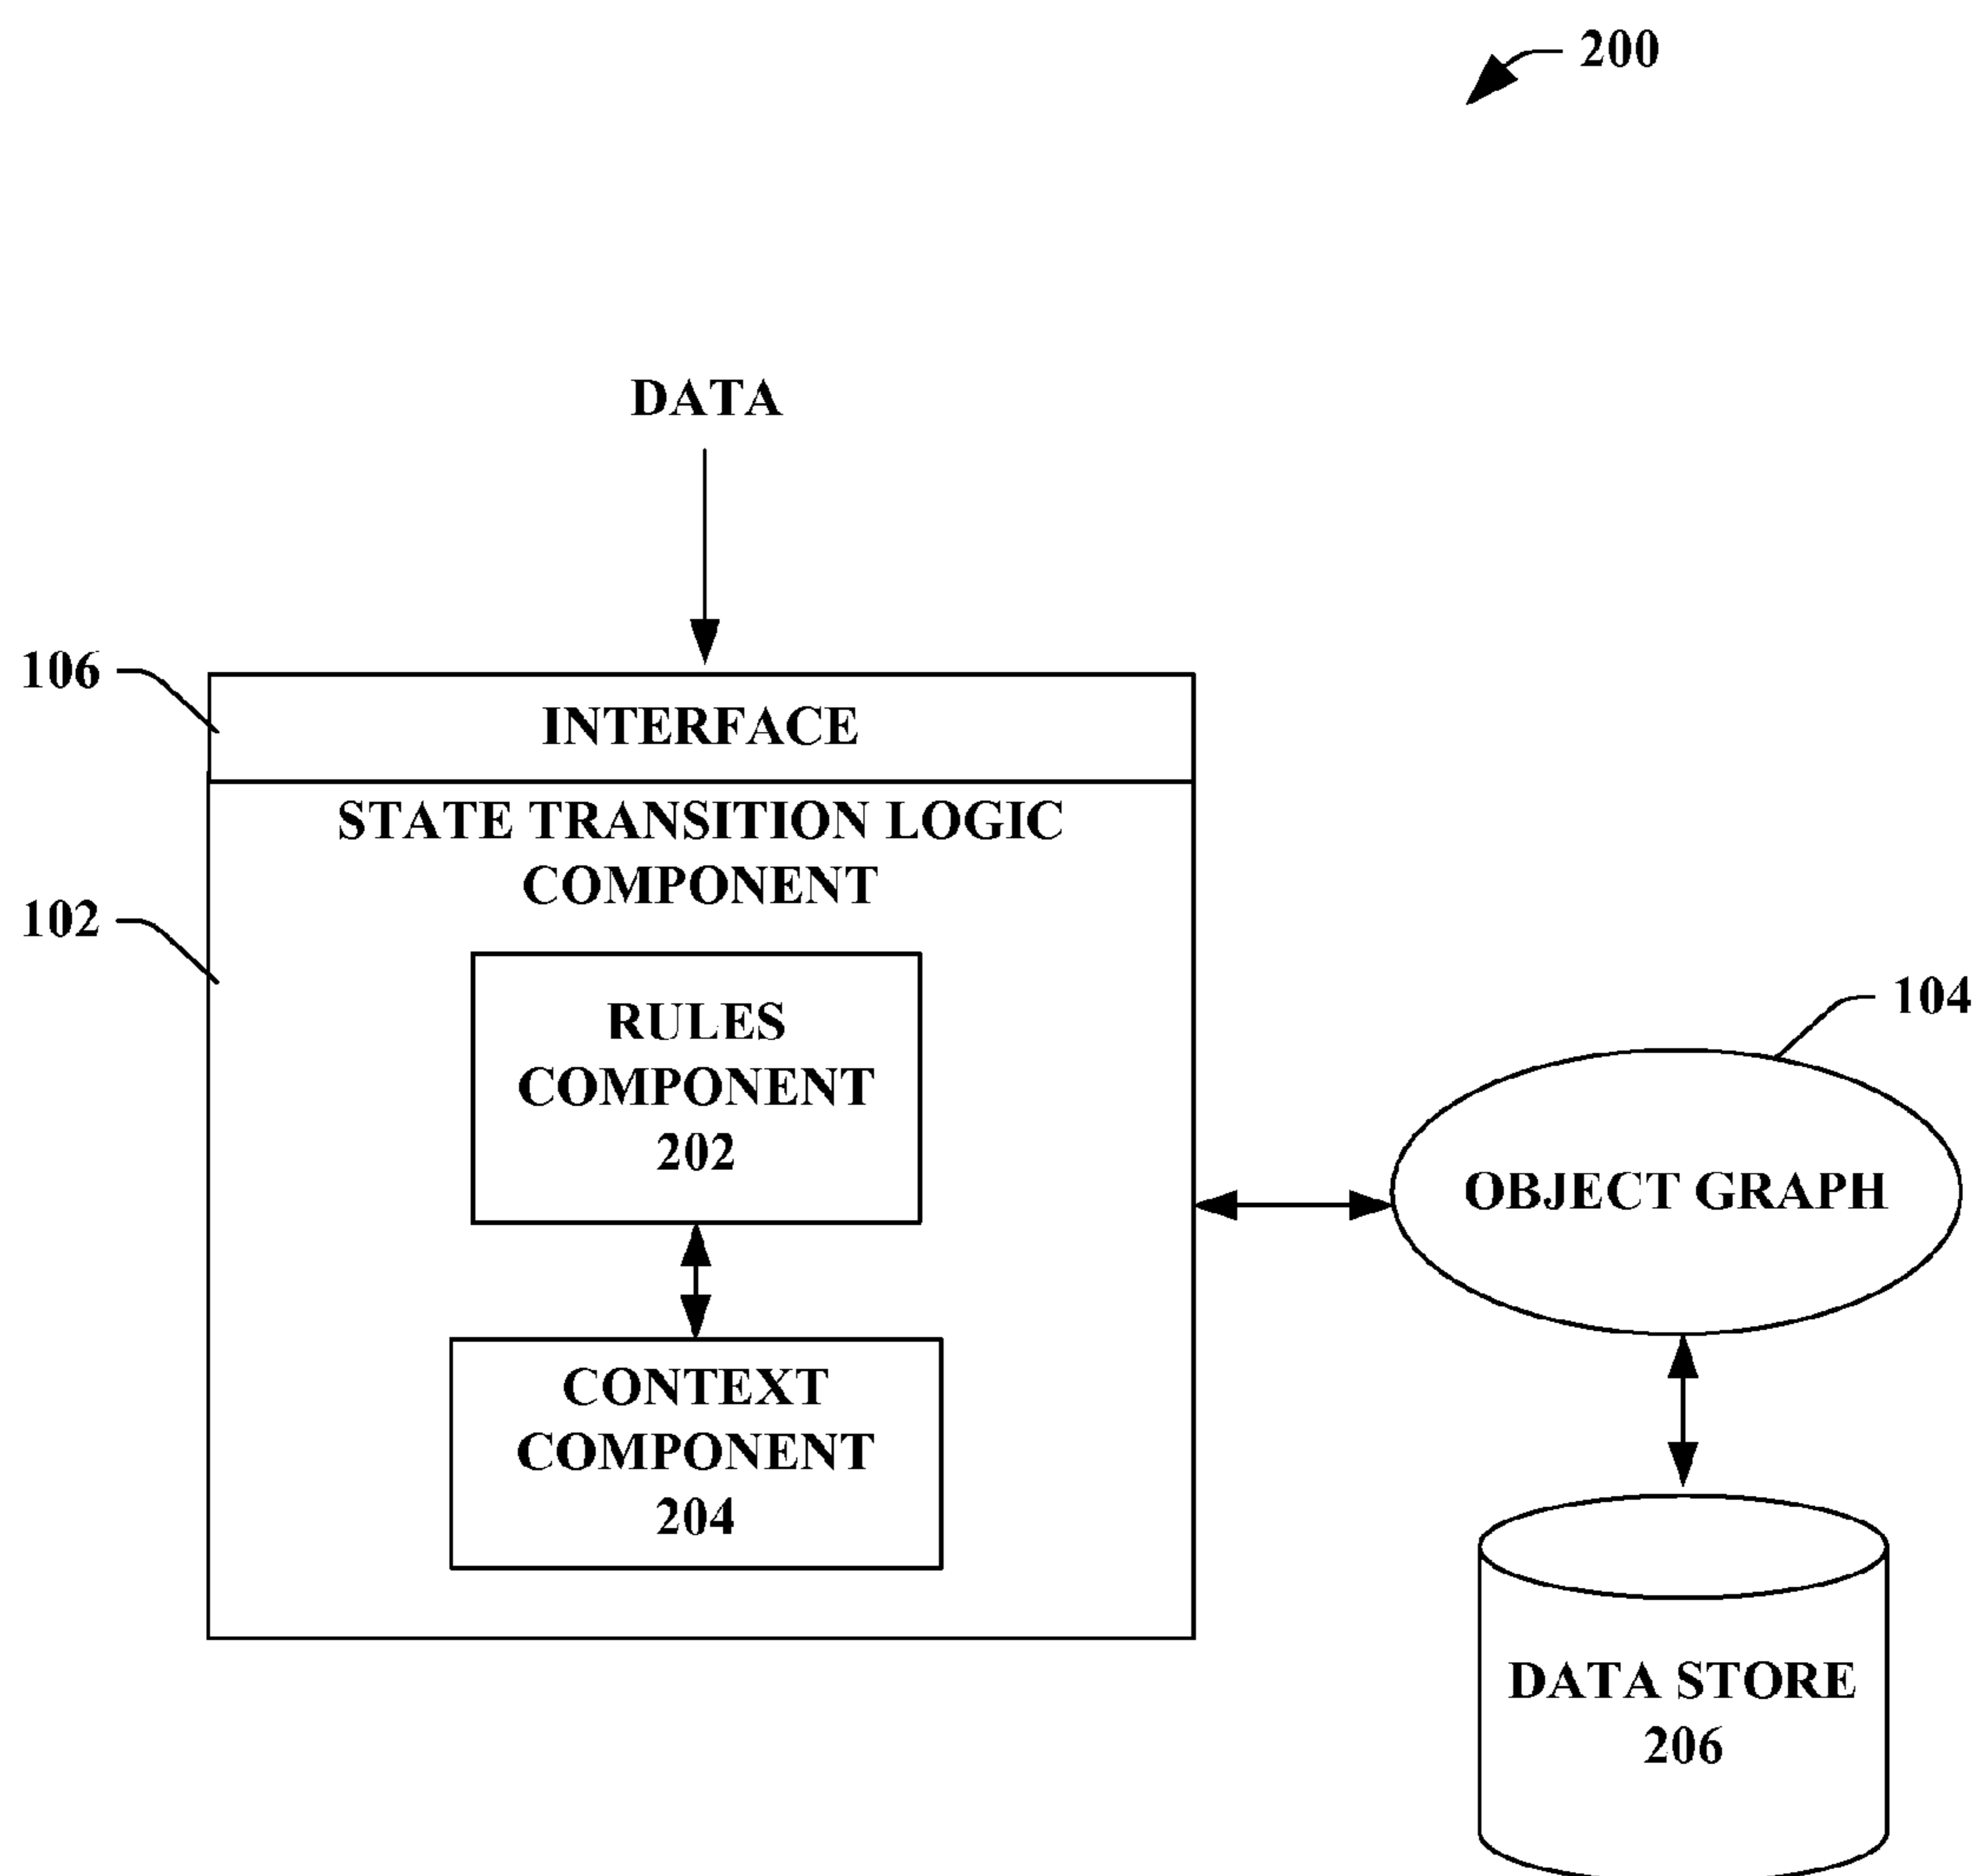 200
DATA
106
INTERFACE
STATE TRANSITION LOGIC
COMPONENT
102
RULES
COMPONENT
202
104
OBJECT GRAPH
CONTEXT
COMPONENT
204
DATA STORE
206